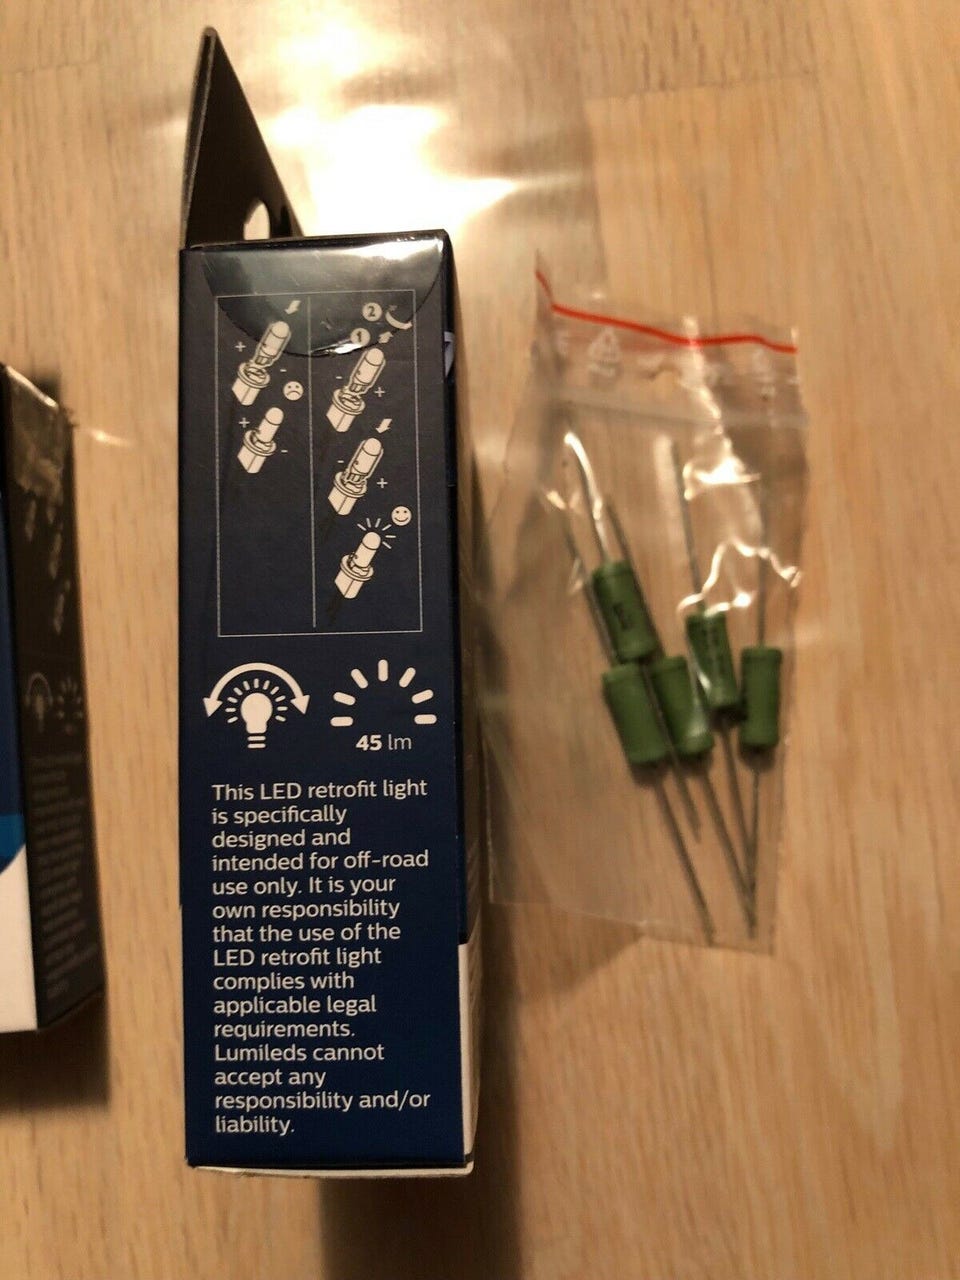 2
1
+
-
-
+
+
-
-
+
45 lm
This LED retrofit light
is specifically
designed and
intended for off-road
use only. It is your
own responsibility
that the use of the
LED retrofit light
complies with
applicable legal
requirements.
Lumileds cannot
accept any
responsibility and/or
liability.